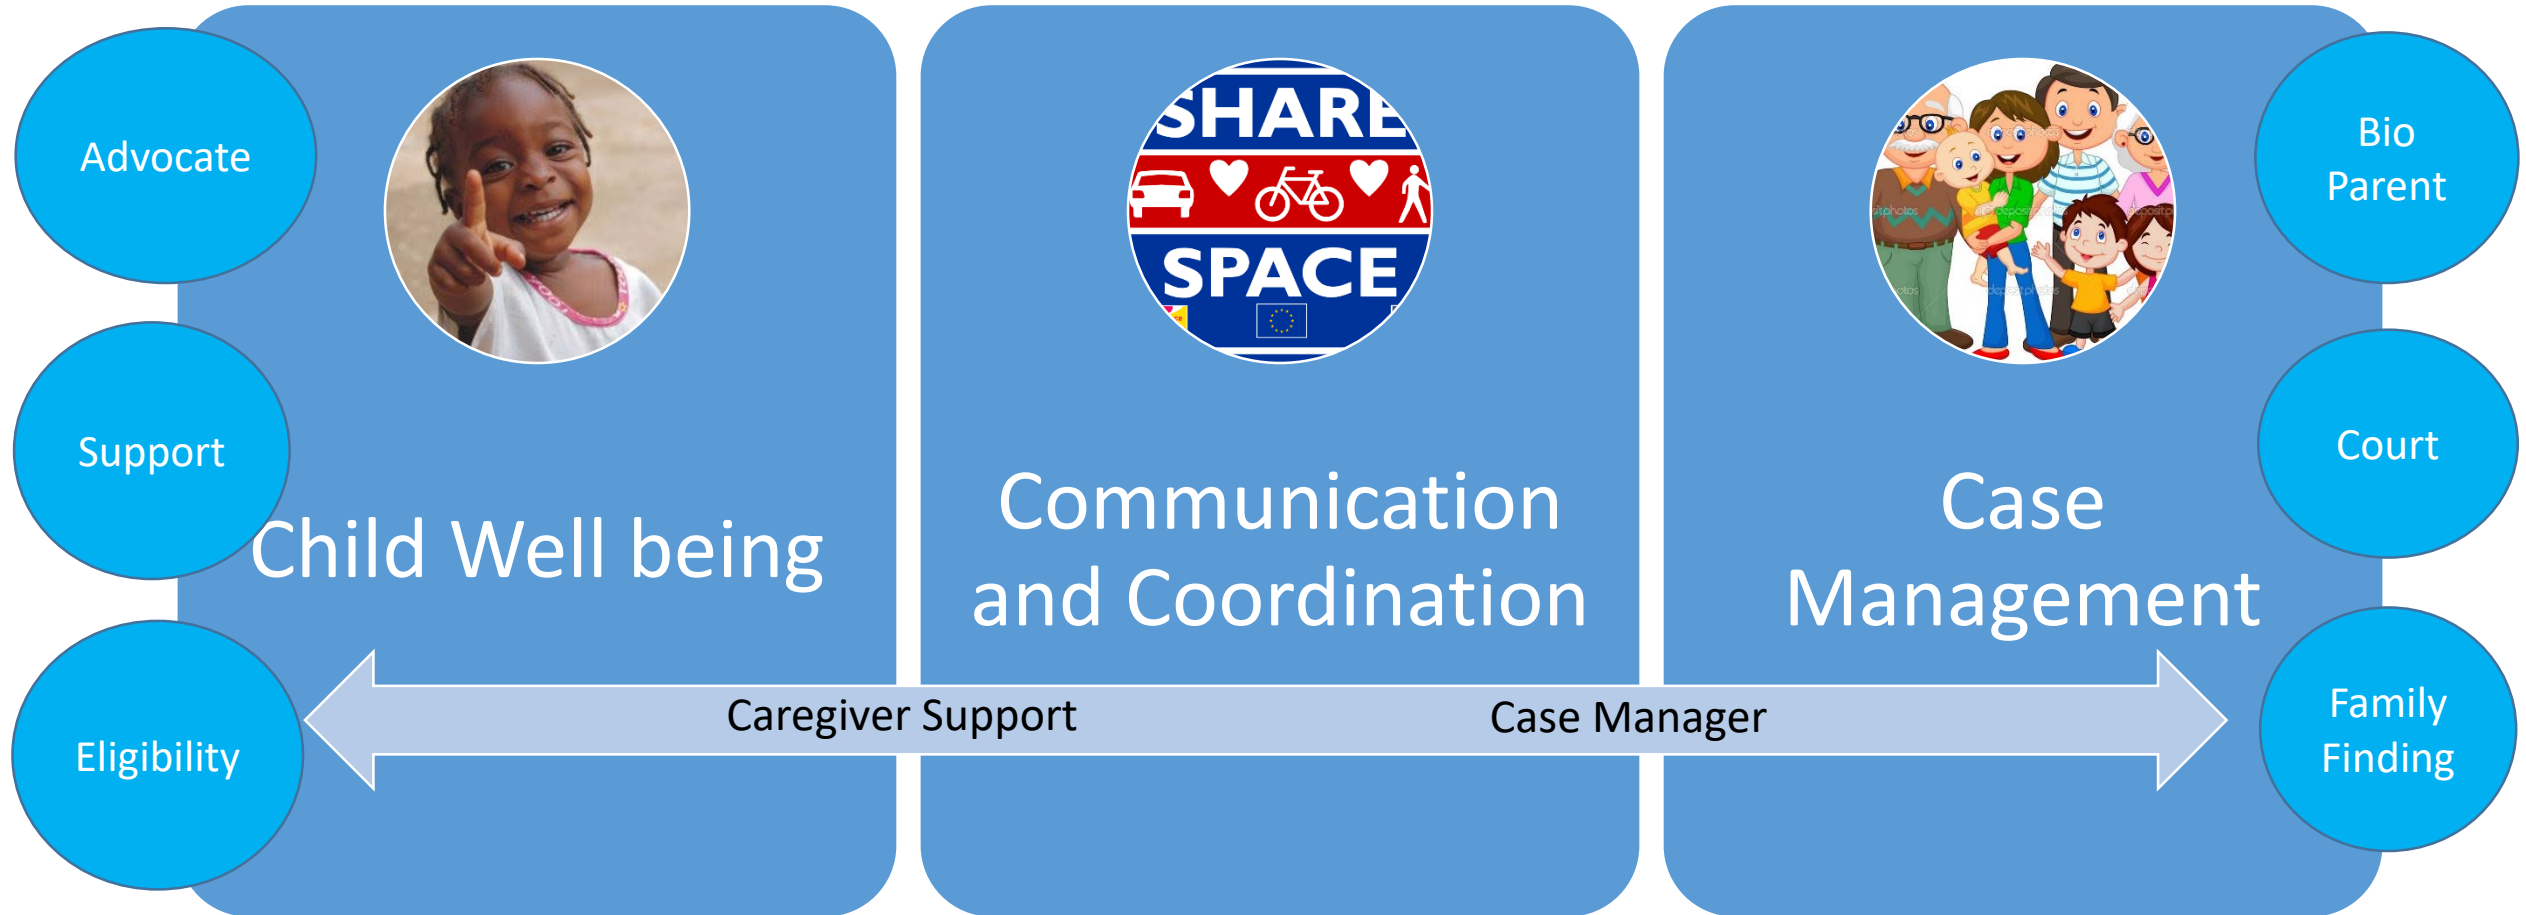 Advocate
Support
Eligibility
Child Well being
SHARE
SPACE
Communication
and Coordination
Case
Management
Bio
Parent
Court
Family
Finding
Caregiver Support
Case Manager